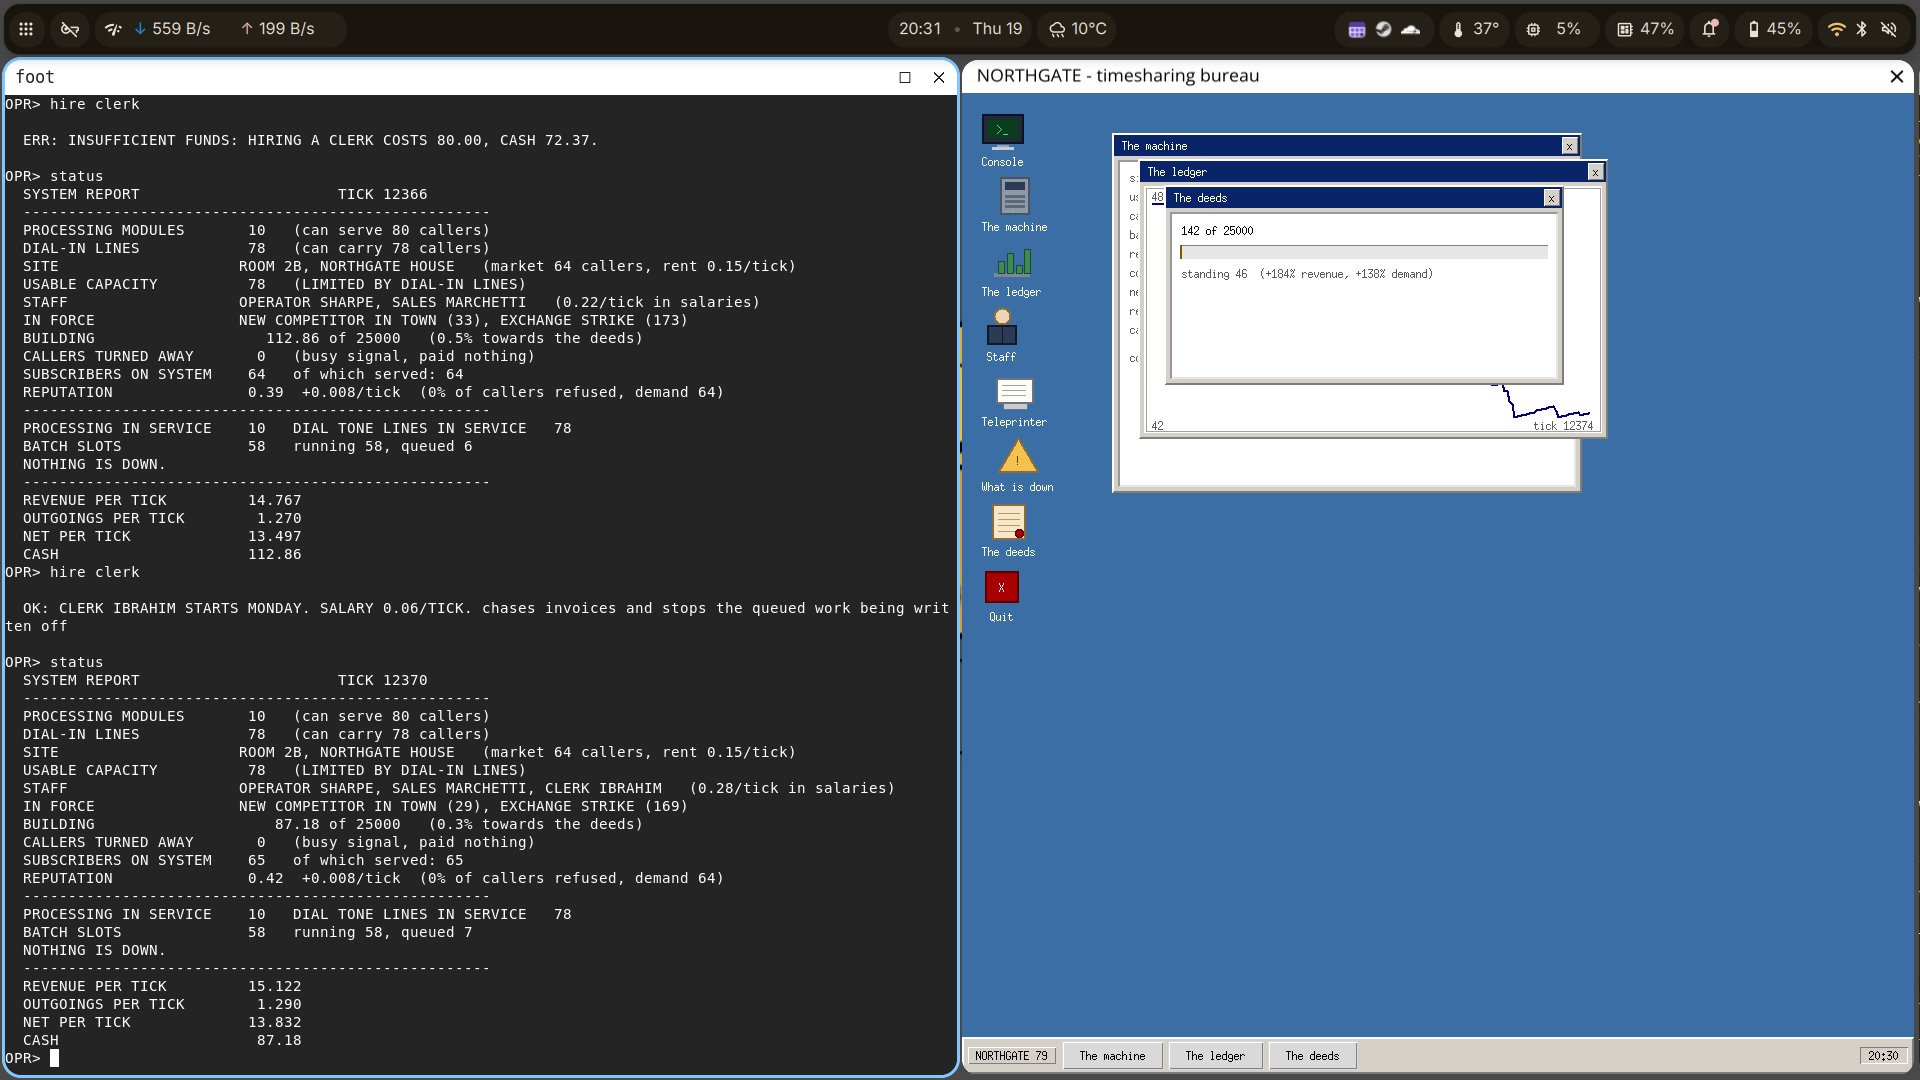 559 B/s
199 B/s
20:31 • Thu 19
10°C
37°
5%
47%
45%
foot
OPR> hire clerk
ERR: INSUFFICIENT FUNDS: HIRING A CLERK COSTS 80.00, CASH 72.37.
OPR> status
SYSTEM REPORT TICK 12366
----------------------------------------------------
PROCESSING MODULES 10 (can serve 80 callers)
DIAL-IN LINES 78 (can carry 78 callers)
SITE ROOM 2B, NORTHGATE HOUSE (market 64 callers, rent 0.15/tick)
USABLE CAPACITY 78 (LIMITED BY DIAL-IN LINES)
STAFF OPERATOR SHARPE, SALES MARCHETTI (0.22/tick in salaries)
IN FORCE NEW COMPETITOR IN TOWN (33), EXCHANGE STRIKE (173)
BUILDING 112.86 of 25000 (0.5% towards the deeds)
CALLERS TURNED AWAY 0 (busy signal, paid nothing)
SUBSCRIBERS ON SYSTEM 64 of which served: 64
REPUTATION 0.39 +0.008/tick (0% of callers refused, demand 64)
----------------------------------------------------
PROCESSING IN SERVICE 10 DIAL TONE LINES IN SERVICE 78
BATCH SLOTS 58 running 58, queued 6
NOTHING IS DOWN.
----------------------------------------------------
REVENUE PER TICK 14.767
OUTGOINGS PER TICK 1.270
NET PER TICK 13.497
CASH 112.86
OPR> hire clerk
OK: CLERK IBRAHIM STARTS MONDAY. SALARY 0.06/TICK. chases invoices and stops the queued work being writ
ten off
OPR> status
SYSTEM REPORT TICK 12370
----------------------------------------------------
PROCESSING MODULES 10 (can serve 80 callers)
DIAL-IN LINES 78 (can carry 78 callers)
SITE ROOM 2B, NORTHGATE HOUSE (market 64 callers, rent 0.15/tick)
USABLE CAPACITY 78 (LIMITED BY DIAL-IN LINES)
STAFF OPERATOR SHARPE, SALES MARCHETTI, CLERK IBRAHIM (0.28/tick in salaries)
IN FORCE NEW COMPETITOR IN TOWN (29), EXCHANGE STRIKE (169)
BUILDING 87.18 of 25000 (0.3% towards the deeds)
CALLERS TURNED AWAY 0 (busy signal, paid nothing)
SUBSCRIBERS ON SYSTEM 65 of which served: 65
REPUTATION 0.42 +0.008/tick (0% of callers refused, demand 64)
----------------------------------------------------
PROCESSING IN SERVICE 10 DIAL TONE LINES IN SERVICE 78
BATCH SLOTS 58 running 58, queued 7
NOTHING IS DOWN.
----------------------------------------------------
REVENUE PER TICK 15.122
OUTGOINGS PER TICK 1.290
NET PER TICK 13.832
CASH 87.18
OPR>
NORTHGATE - timesharing bureau
Console
The machine
The ledger
Staff
Teleprinter
What is down
The deeds
X
Quit
The machine
The ledger
48
The deeds
142 of 25000
standing 46 (+184% revenue, +138% demand)
42
tick 12374
NORTHGATE 79
The machine
The ledger
The deeds
20:30